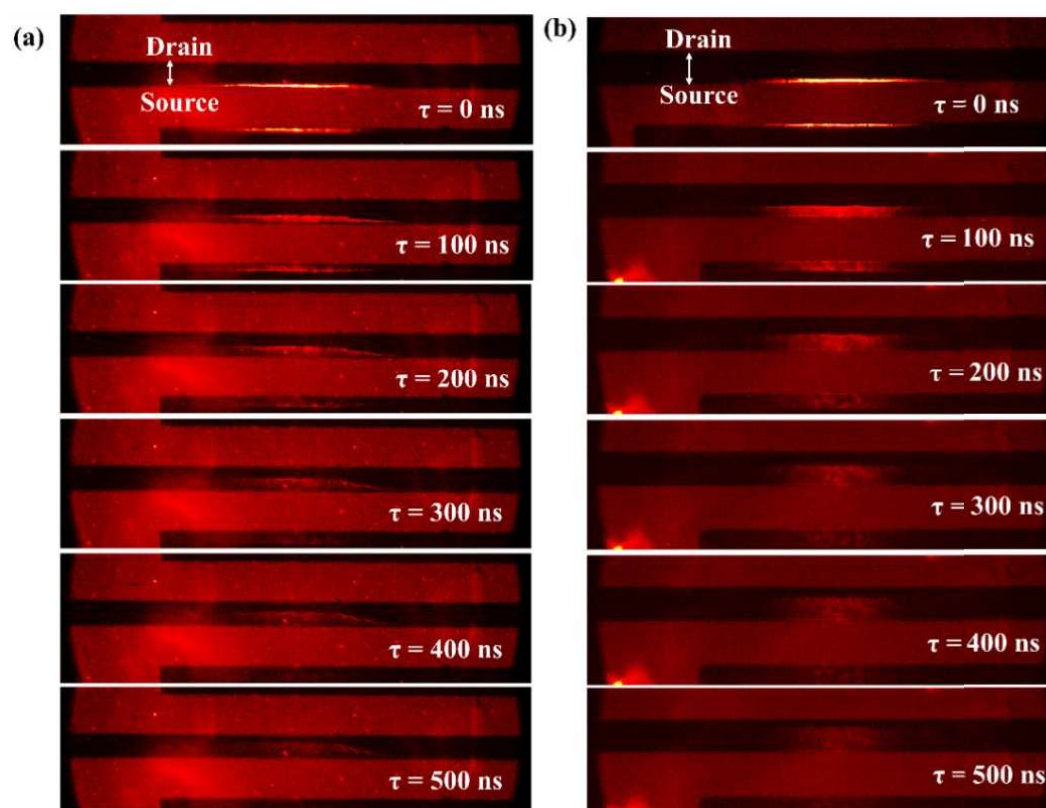 (a)
Drain
Source
τ = 0 ns
τ = 100 ns
τ = 200 ns
τ = 300 ns
τ = 400 ns
τ = 500 ns
(b)
Drain
Source
τ = 0 ns
τ = 100 ns
τ = 200 ns
τ = 300 ns
τ = 400 ns
τ = 500 ns